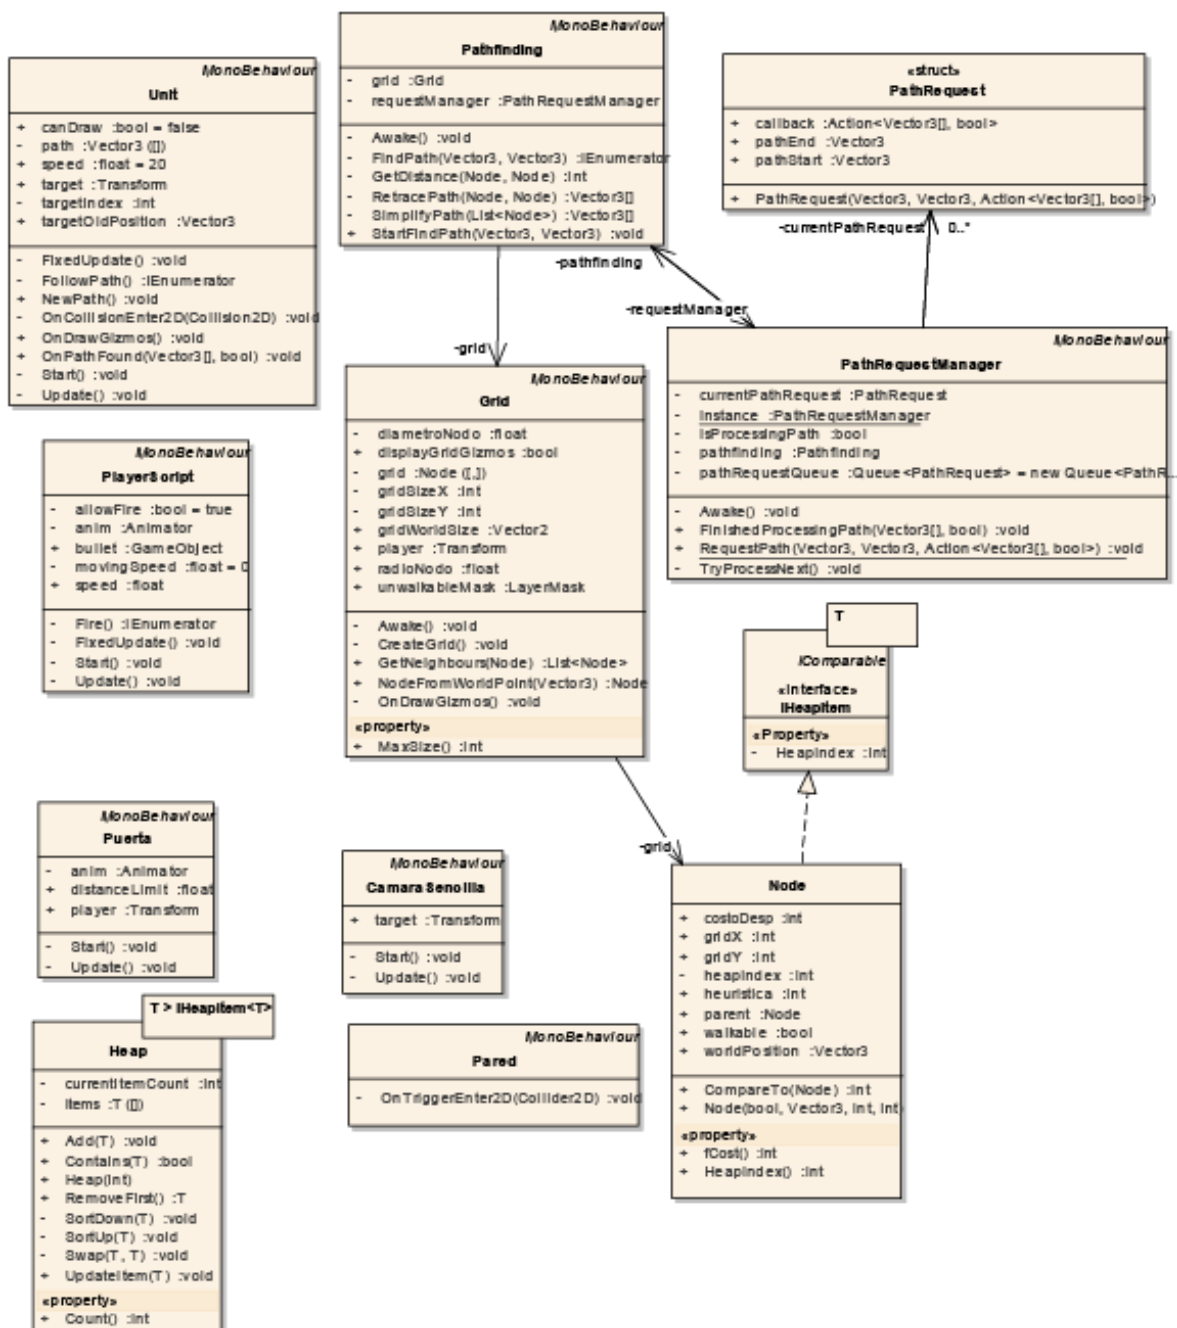 MonoBehaviour
Unit
+ canDraw :bool = false
- path :Vector3 ([])
+ speed :float = 20
+ target :Transform
- targetIndex :int
+ targetOldPosition :Vector3
- FixedUpdate() :void
- FollowPath() :IEnumerator
+ NewPath() :void
- OnCollisionEnter2D(Collision2D) :void
+ OnDrawGizmos() :void
+ OnPathFound(Vector3[], bool) :void
- Start() :void
- Update() :void
MonoBehaviour
Pathfinding
- grid :Grid
- requestManager :PathRequestManager
- Awake() :void
- FindPath(Vector3, Vector3) :IEnumerator
- GetDistance(Node, Node) :int
- RetracePath(Node, Node) :Vector3[]
- SimplifyPath(List<Node>) :Vector3[]
+ StartFindPath(Vector3, Vector3) :void
«struct»
PathRequest
+ callback :Action<Vector3[], bool>
+ pathEnd :Vector3
+ pathStart :Vector3
+ PathRequest(Vector3, Vector3, Action<Vector3[], bool>)
-currentPathRequest 0..*
-pathfinding
-requestManager
-grid
MonoBehaviour
PathRequestManager
- currentPathRequest :PathRequest
- instance :PathRequestManager
- isProcessingPath :bool
- pathfinding :Pathfinding
- pathRequestQueue :Queue<PathRequest> = new Queue<PathR...
- Awake() :void
+ FinishedProcessingPath(Vector3[], bool) :void
+ RequestPath(Vector3, Vector3, Action<Vector3[], bool>) :void
- TryProcessNext() :void
MonoBehaviour
Grid
- diametroNodo :float
+ displayGridGizmos :bool
- grid :Node ([,])
- gridSizeX :int
- gridSizeY :int
+ gridWorldSize :Vector2
+ player :Transform
+ radioNodo :float
+ unwalkableMask :LayerMask
- Awake() :void
- CreateGrid() :void
+ GetNeighbours(Node) :List<Node>
+ NodeFromWorldPoint(Vector3) :Node
- OnDrawGizmos() :void
«property»
+ MaxSize() :int
MonoBehaviour
PlayerScript
- allowFire :bool = true
- anim :Animator
+ bullet :GameObject
- movingSpeed :float = 0
+ speed :float
- Fire() :IEnumerator
- FixedUpdate() :void
- Start() :void
- Update() :void
T
IComparable
«interface»
IHeapItem
«Property»
- HeapIndex :int
-grid
MonoBehaviour
Puerta
- anim :Animator
+ distanceLimit :float
+ player :Transform
- Start() :void
- Update() :void
MonoBehaviour
CamaraSencilla
+ target :Transform
- Start() :void
- Update() :void
Node
+ costoDesp :int
+ gridX :int
+ gridY :int
- heapIndex :int
+ heuristica :int
+ parent :Node
+ walkable :bool
+ worldPosition :Vector3
+ CompareTo(Node) :int
+ Node(bool, Vector3, int, int)
«property»
+ fCost() :int
+ HeapIndex() :int
T > IHeapItem<T>
Heap
- currentItemCount :int
- items :T ([])
+ Add(T) :void
+ Contains(T) :bool
+ Heap(int)
+ RemoveFirst() :T
- SortDown(T) :void
- SortUp(T) :void
- Swap(T, T) :void
+ UpdateItem(T) :void
«property»
+ Count() :int
MonoBehaviour
Pared
- OnTriggerEnter2D(Collider2D) :void